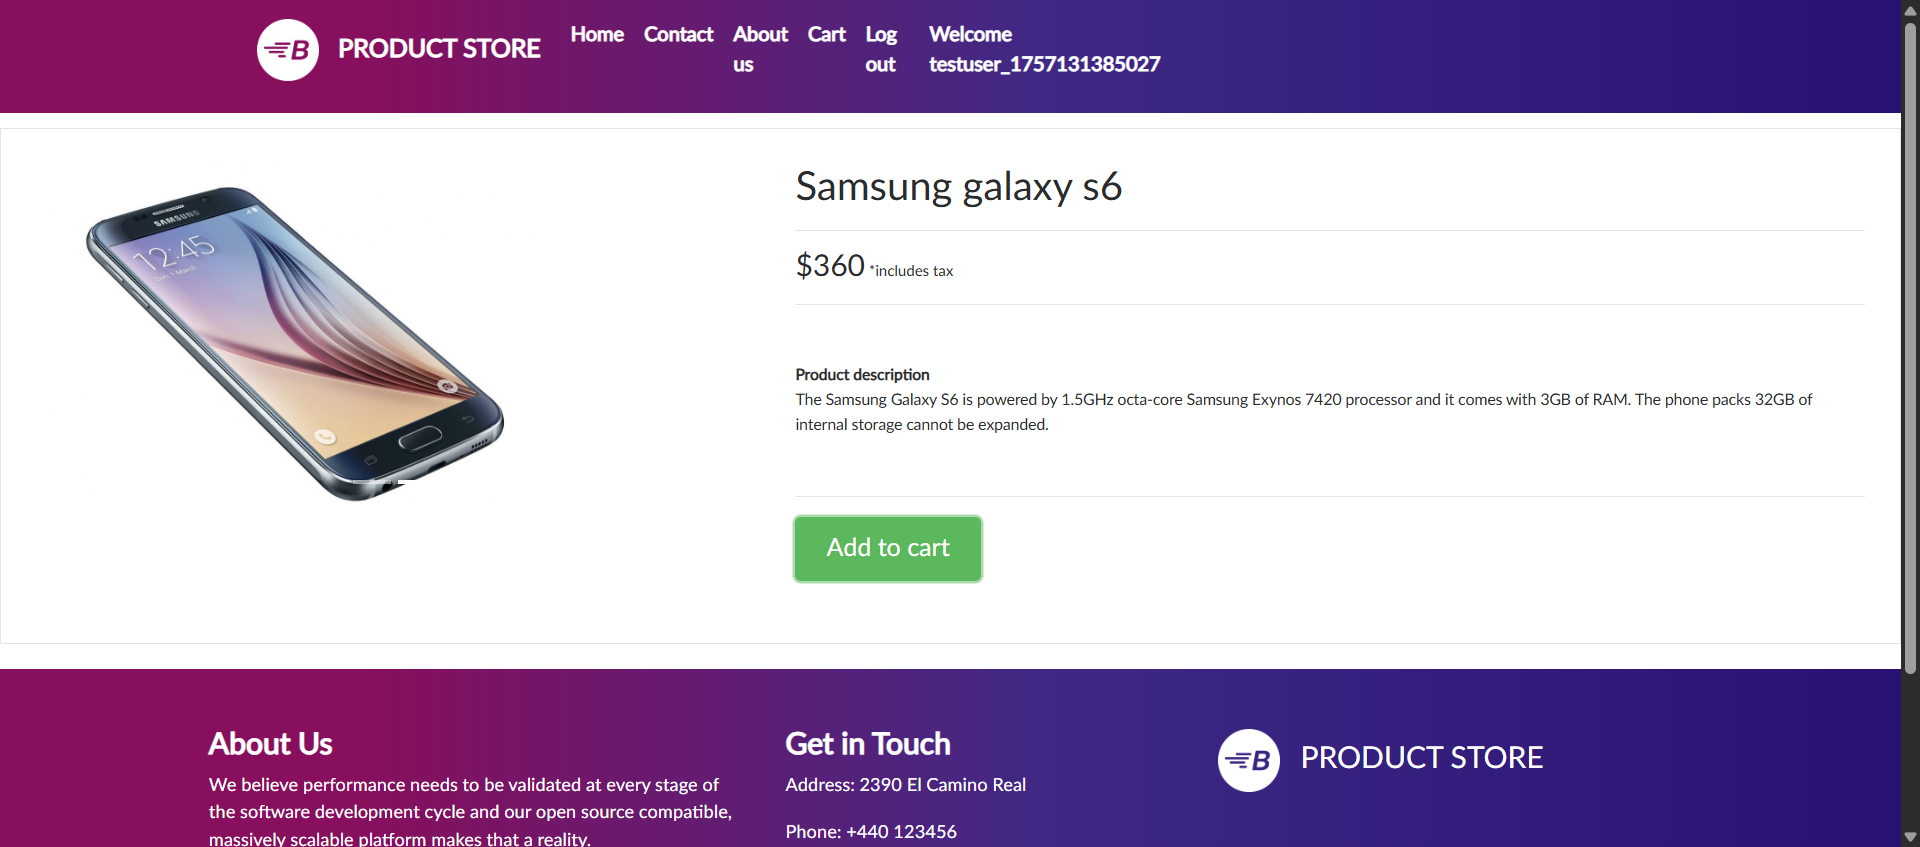 B PRODUCT STORE Home Contact About us Cart Log out Welcome testuser_1757131385027
SAMSUNG
12:45
Sun, 1 March
Samsung galaxy s6
$360 *includes tax
Product description
The Samsung Galaxy S6 is powered by 1.5GHz octa-core Samsung Exynos 7420 processor and it comes with 3GB of RAM. The phone packs 32GB of
internal storage cannot be expanded.
Add to cart
About Us
We believe performance needs to be validated at every stage of
the software development cycle and our open source compatible,
massively scalable platform makes that a reality.
Get in Touch
Address: 2390 El Camino Real
Phone: +440 123456
B PRODUCT STORE